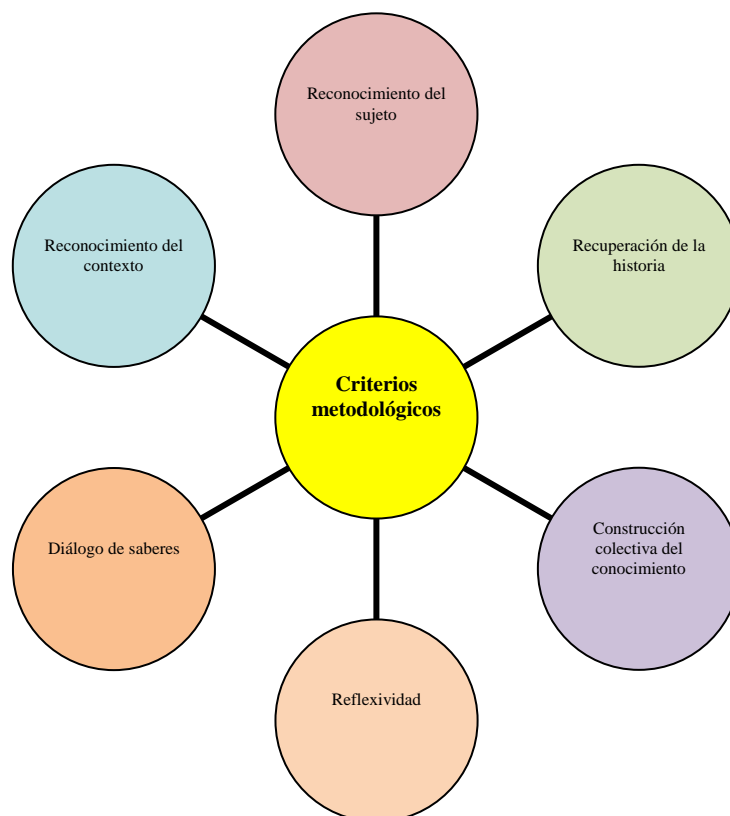 Reconocimiento del
sujeto
Reconocimiento del
contexto
Recuperación de la
historia
Criterios
metodológicos
Diálogo de saberes
Construcción
colectiva del
conocimiento
Reflexividad